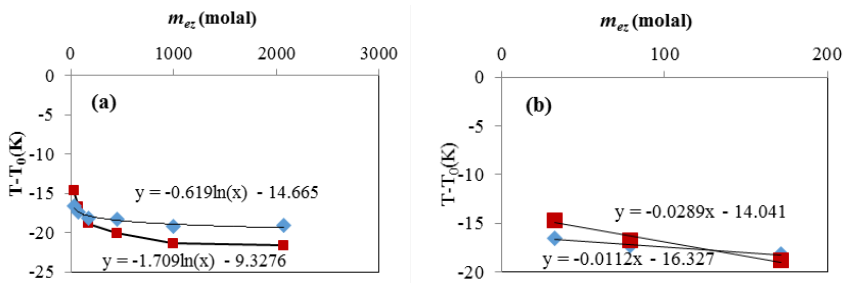 m_ez (molal)
0 1000 2000 3000
0
-5
-10
-15
-20
-25
T-T_0(K)
(a)
y = -0.619ln(x) - 14.665
y = -1.709ln(x) - 9.3276
m_ez (molal)
0 100 200
0
-5
-10
-15
-20
T-T_0(K)
(b)
y = -0.0289x - 14.041
y = -0.0112x - 16.327